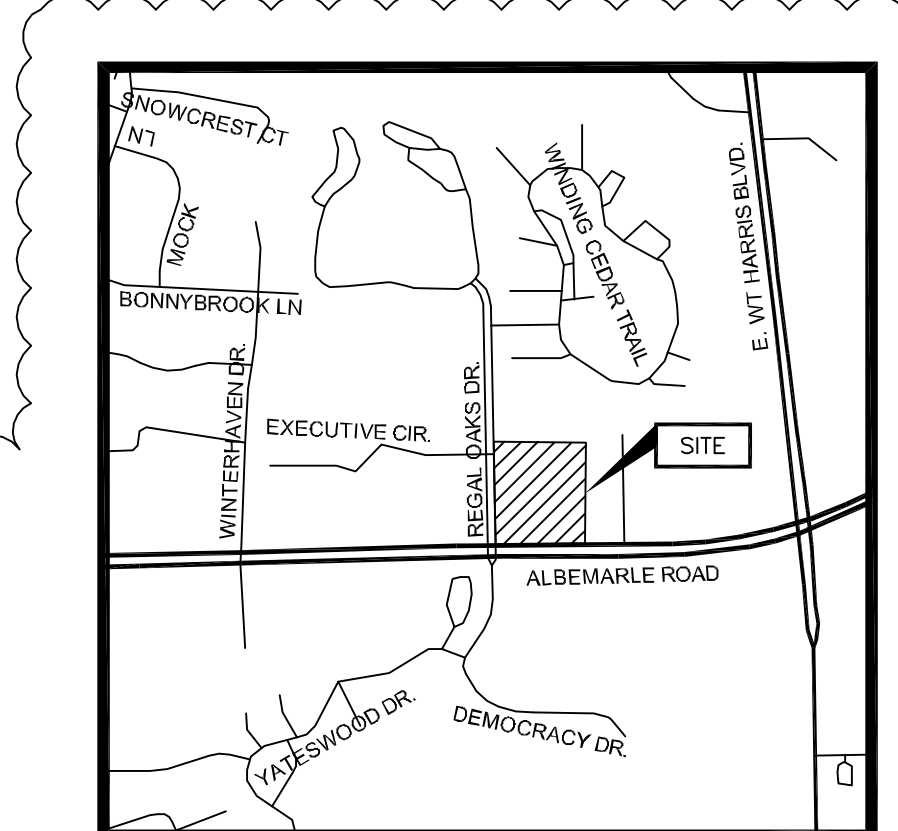 SNOWCREST CT
LN
MOCK
WINDING CEDAR TRAIL
E. WT HARRIS BLVD.
BONNYBROOK LN
WINTERHAVEN DR.
EXECUTIVE CIR.
REGAL OAKS DR.
SITE
ALBEMARLE ROAD
YATESWOOD DR.
DEMOCRACY DR.